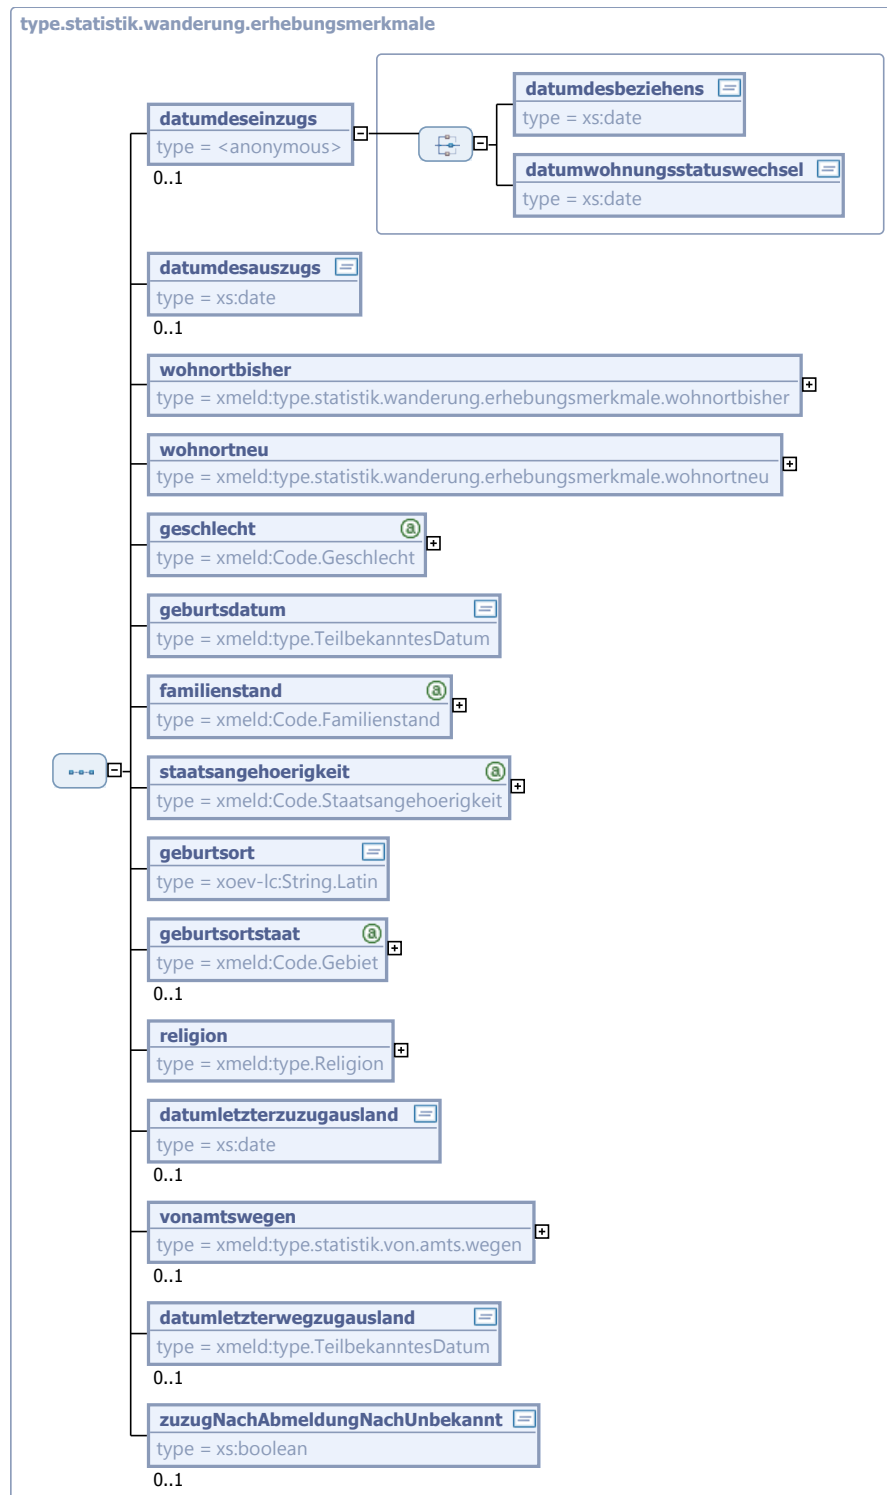 type.statistik.wanderung.erhebungsmerkmale
datumdeseinzugs
type = <anonymous>
0..1
datumdesbeziehens
type = xs:date
datumwohnungsstatuswechsel
type = xs:date
datumdesauszugs
type = xs:date
0..1
wohnortbisher
type = xmeld:type.statistik.wanderung.erhebungsmerkmale.wohnortbisher
wohnortneu
type = xmeld:type.statistik.wanderung.erhebungsmerkmale.wohnortneu
geschlecht
type = xmeld:Code.Geschlecht
geburtsdatum
type = xmeld:type.TeilbekanntesDatum
familienstand
type = xmeld:Code.Familienstand
staatsangehoerigkeit
type = xmeld:Code.Staatsangehoerigkeit
geburtsort
type = xoev-lc:String.Latin
geburtsortstaat
type = xmeld:Code.Gebiet
0..1
religion
type = xmeld:type.Religion
datumletzterzuzugausland
type = xs:date
0..1
vonamtswegen
type = xmeld:type.statistik.von.amts.wegen
0..1
datumletzterwegzugausland
type = xmeld:type.TeilbekanntesDatum
0..1
zuzugNachAbmeldungNachUnbekannt
type = xs:boolean
0..1